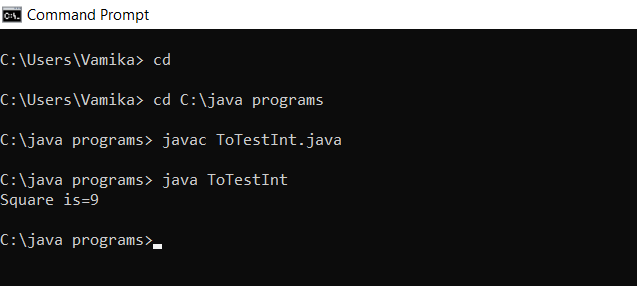 Command Prompt
C:\Users\Vamika> cd
C:\Users\Vamika> cd C:\java programs
C:\java programs> javac ToTestInt.java
C:\java programs> java ToTestInt
Square is=9
C:\java programs>